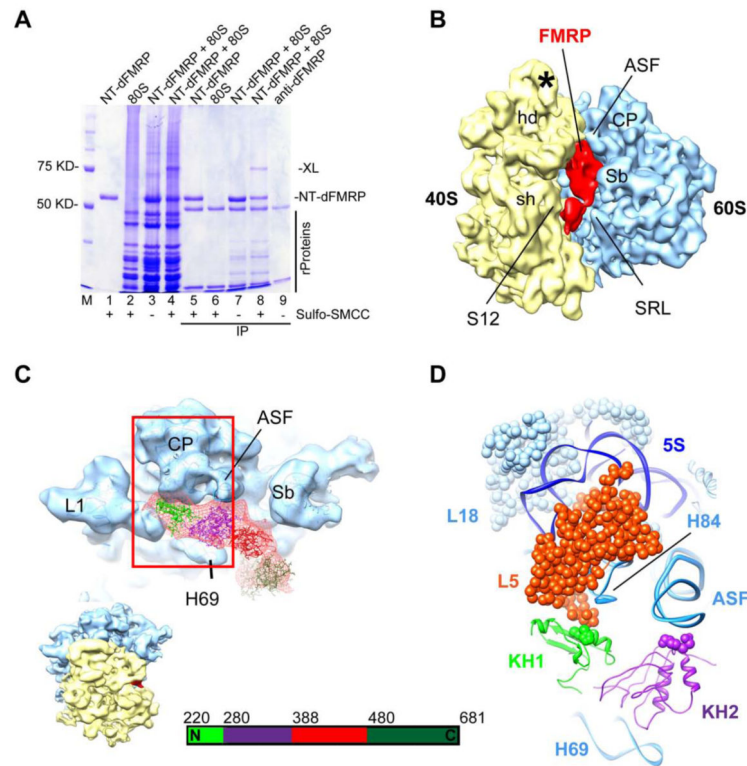 A
NT-dFMRP
80S
NT-dFMRP + 80S
NT-dFMRP + 80S
NT-dFMRP
80S
NT-dFMRP + 80S
NT-dFMRP + 80S
anti-dFMRP
75 KD-
-XL
-NT-dFMRP
50 KD-
rProteins
M 1 2 3 4 5 6 7 8 9
+ + - + + + - + - Sulfo-SMCC
IP
B
FMRP
ASF
*
hd
CP
Sb
40S
sh
60S
S12
SRL
C
CP
ASF
L1
Sb
H69
220 280 388 480 681
N C
D
5S
L18
H84
L5
ASF
KH1
KH2
H69